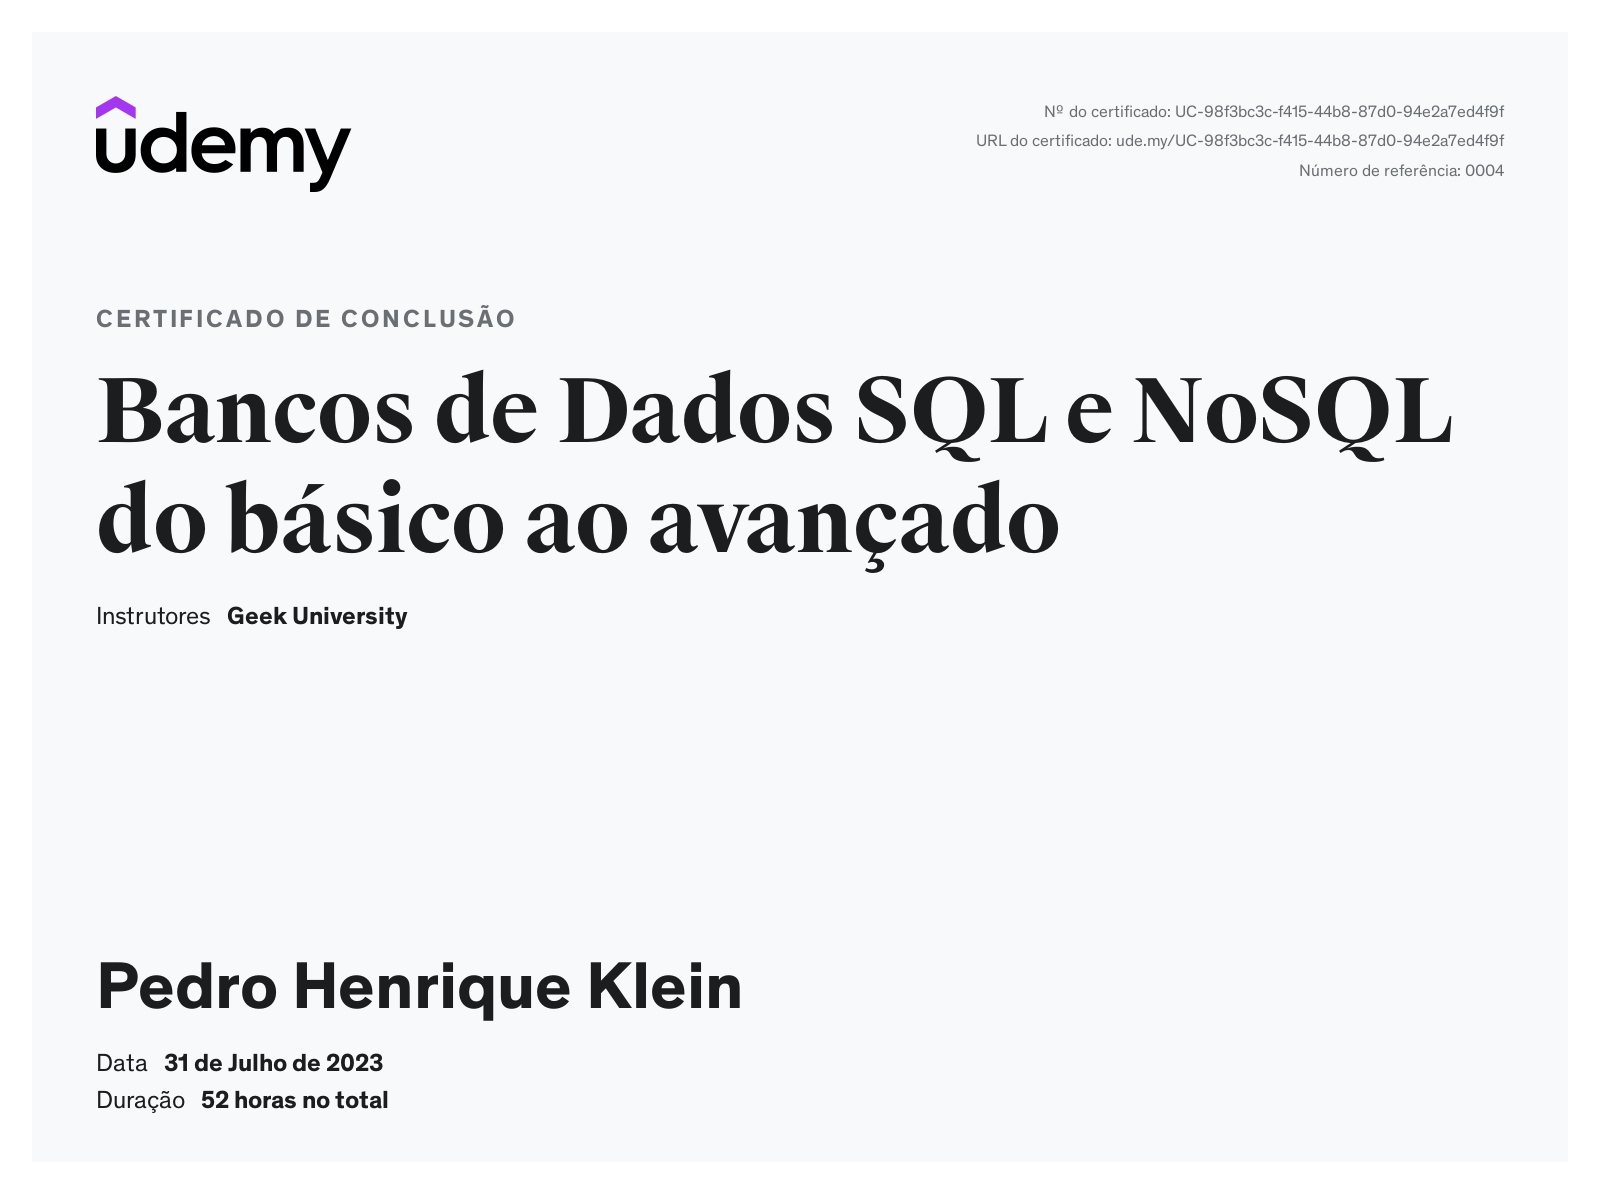 udemy
Nº do certificado: UC-98f3bc3c-f415-44b8-87d0-94e2a7ed4f9f
URL do certificado: ude.my/UC-98f3bc3c-f415-44b8-87d0-94e2a7ed4f9f
Número de referência: 0004
CERTIFICADO DE CONCLUSÃO
Bancos de Dados SQL e NoSQL
do básico ao avançado
Instrutores Geek University
Pedro Henrique Klein
Data 31 de Julho de 2023
Duração 52 horas no total